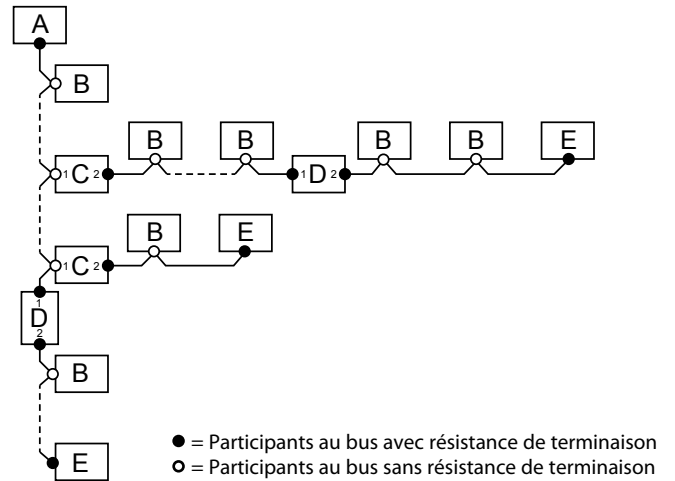 A
B
B B B B E
1 C 2 1 D 2
B E
1 C 2
1
D
2
B
● = Participants au bus avec résistance de terminaison
E
○ = Participants au bus sans résistance de terminaison